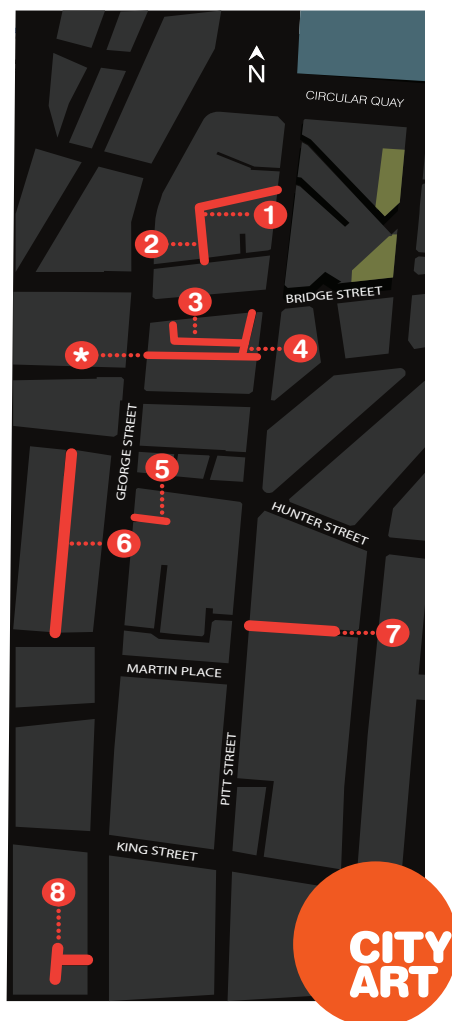 N
CIRCULAR QUAY
1
2
3
BRIDGE STREET
4
*
GEORGE STREET
5
HUNTER STREET
6
7
MARTIN PLACE
PITT STREET
KING STREET
8
CITY
ART